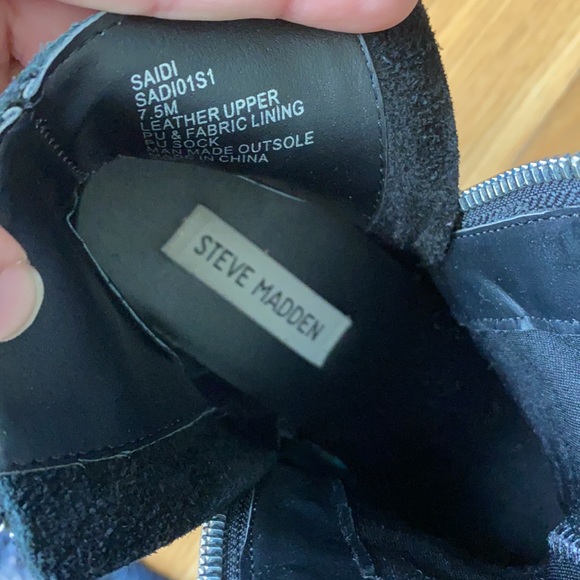 SAIDI
SADI01S1
7.5M
LEATHER UPPER
PU & FABRIC LINING
PU SOCK
MAN MADE OUTSOLE
MADE IN CHINA
STEVE MADDEN